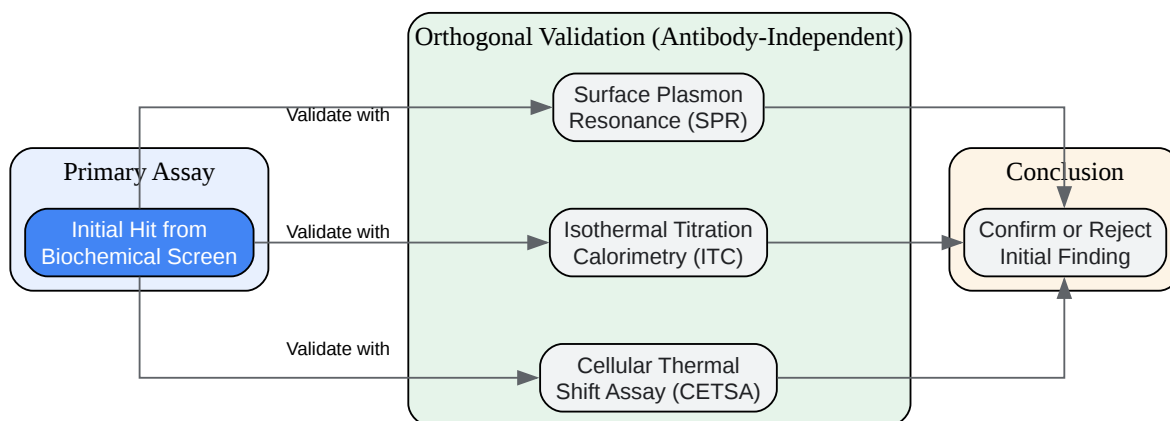 Orthogonal Validation (Antibody-Independent)
Surface Plasmon
Resonance (SPR)
Validate with
Primary Assay
Conclusion
Initial Hit from
Biochemical Screen
Validate with
Isothermal Titration
Calorimetry (ITC)
Confirm or Reject
Initial Finding
Validate with
Cellular Thermal
Shift Assay (CETSA)